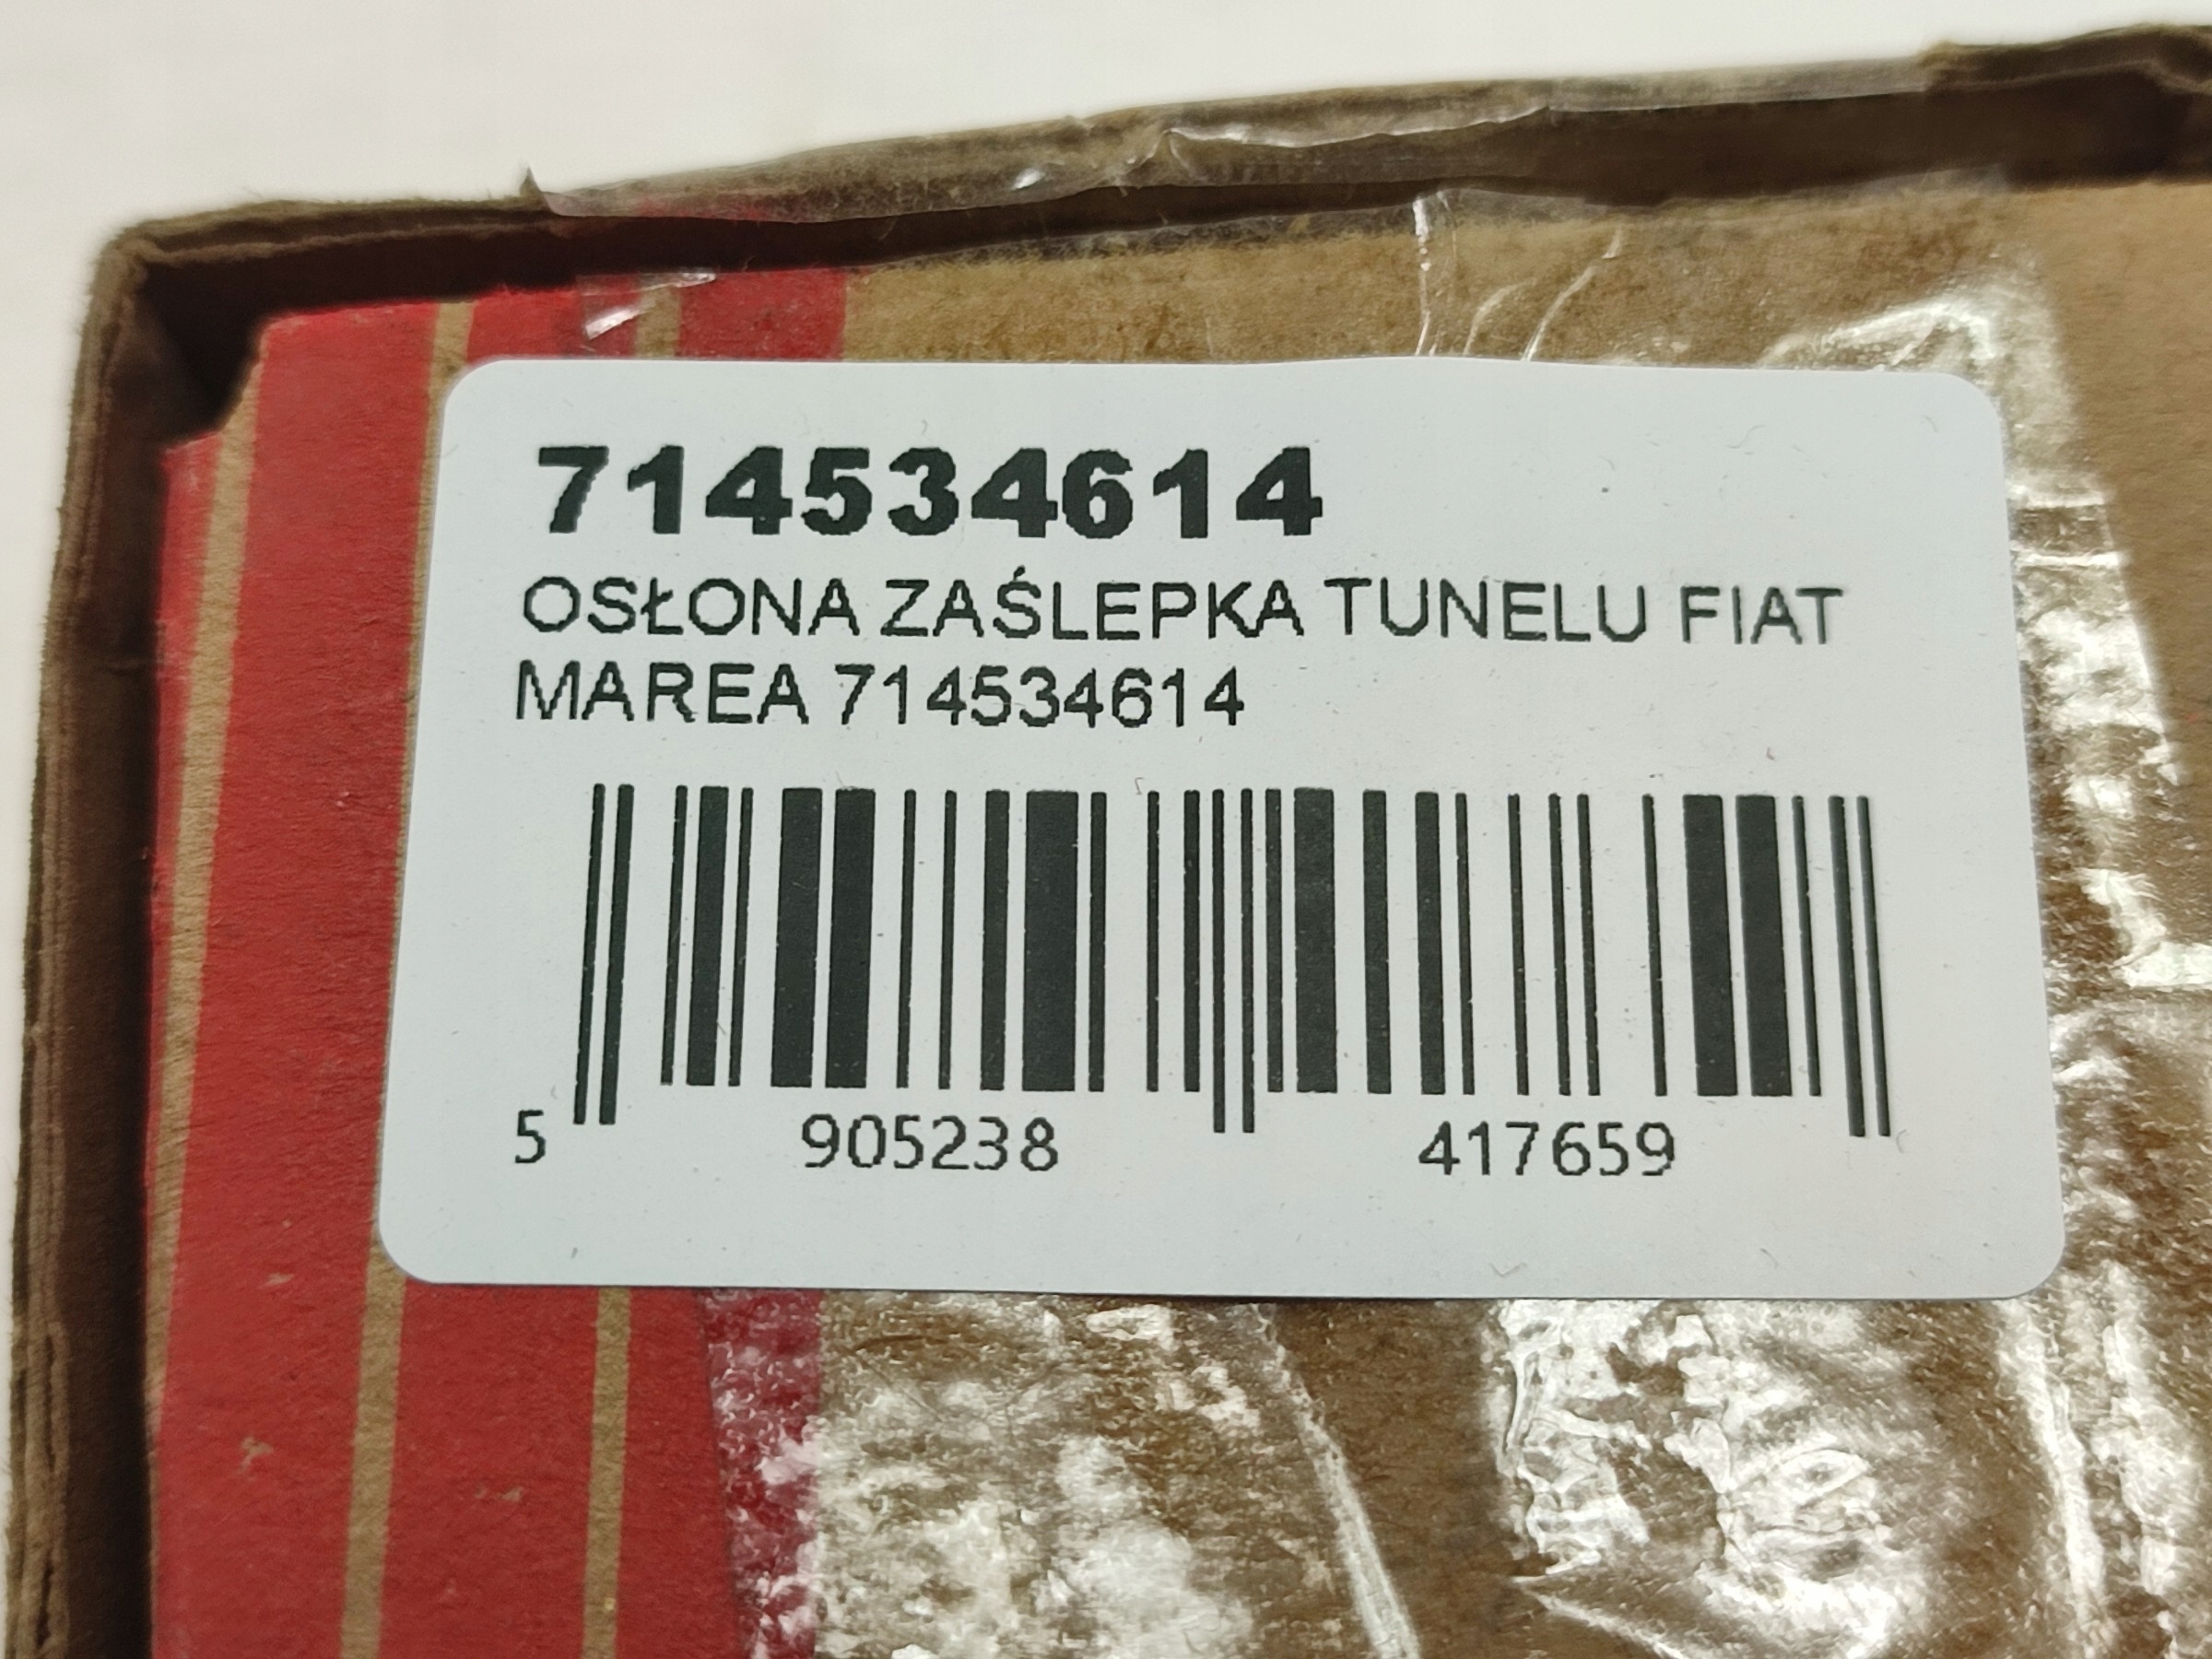 714534614
OSŁONA ZAŚLEPKA TUNELU FIAT
MAREA 714534614
5 905238 417659